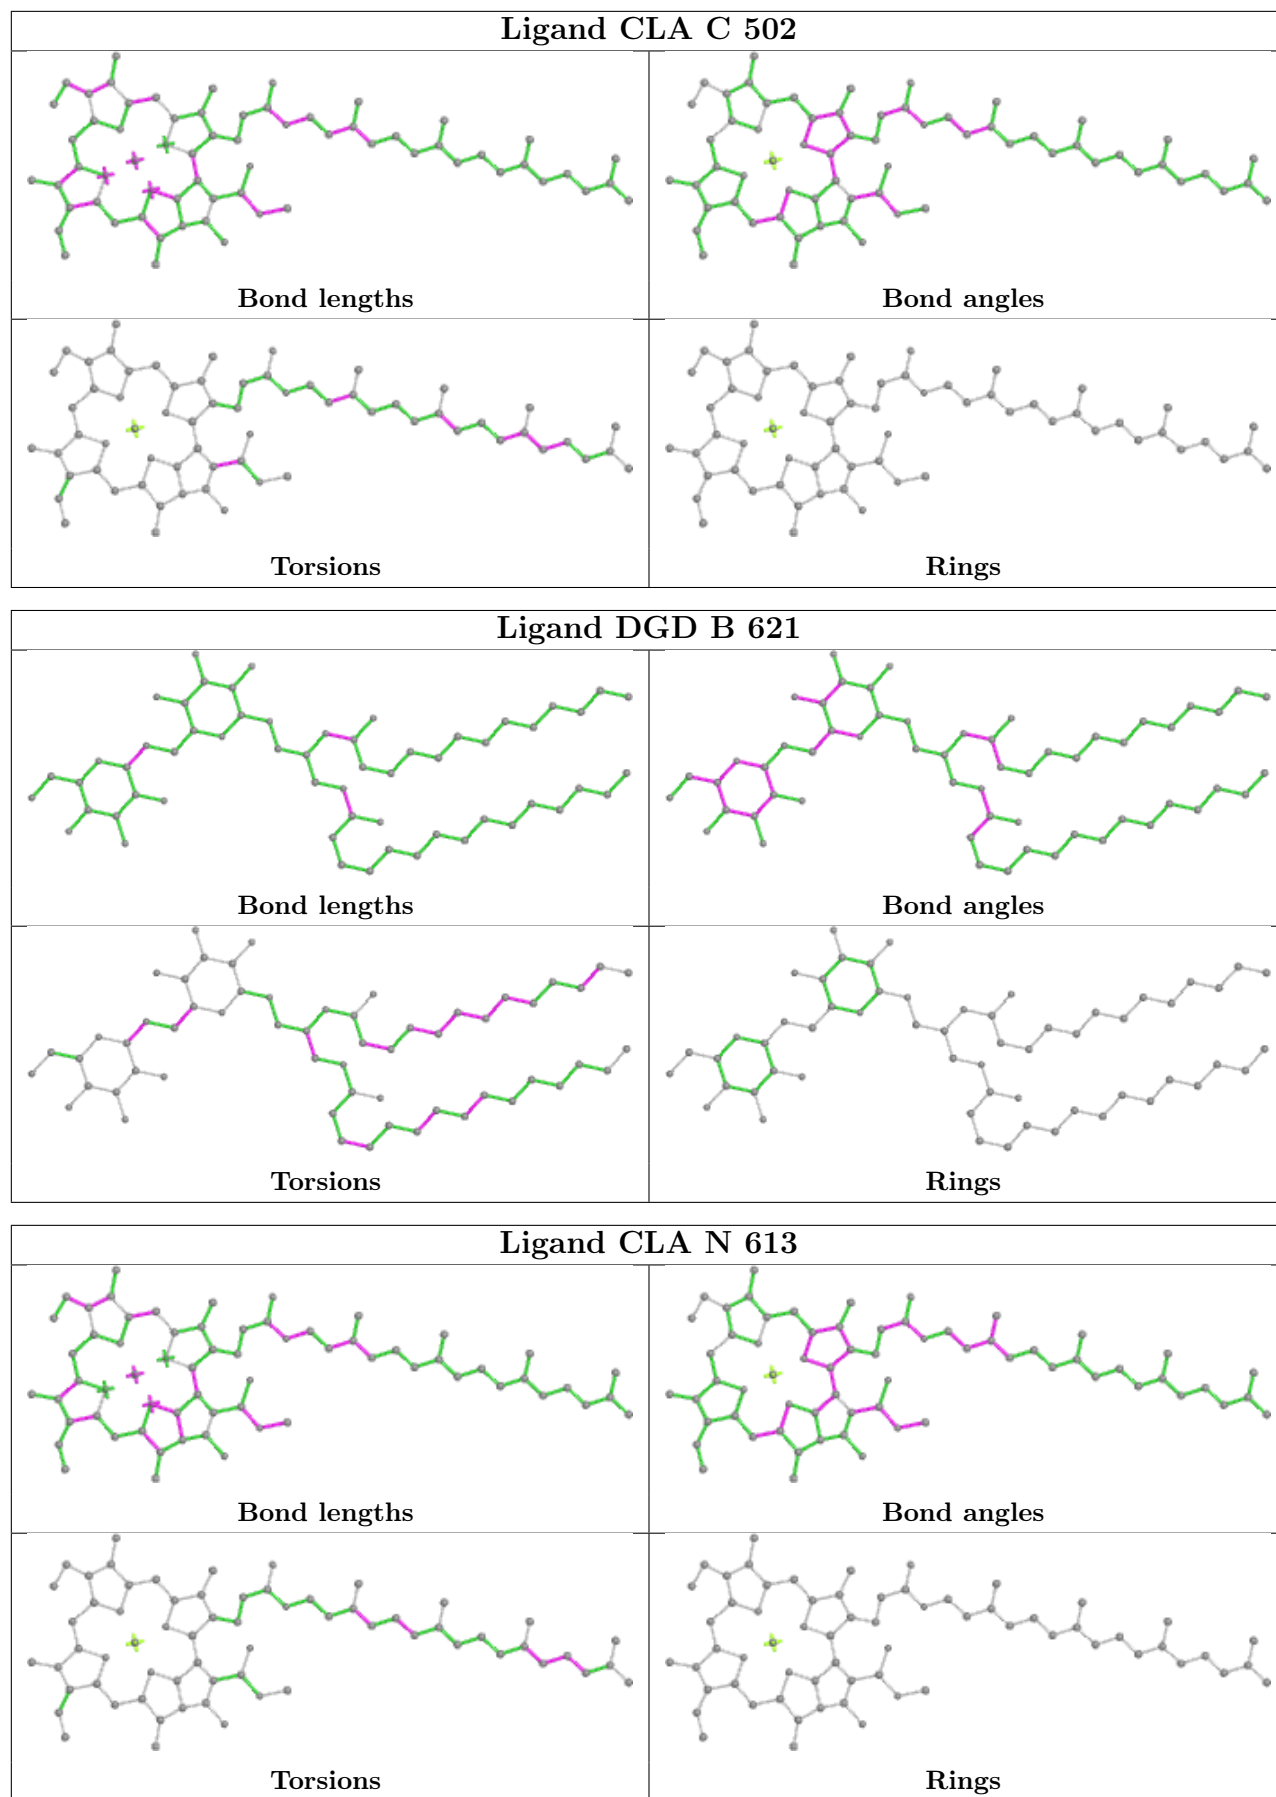 Ligand CLA C 502
Bond lengths
Bond angles
Torsions
Rings
Ligand DGD B 621
Bond lengths
Bond angles
Torsions
Rings
Ligand CLA N 613
Bond lengths
Bond angles
Torsions
Rings